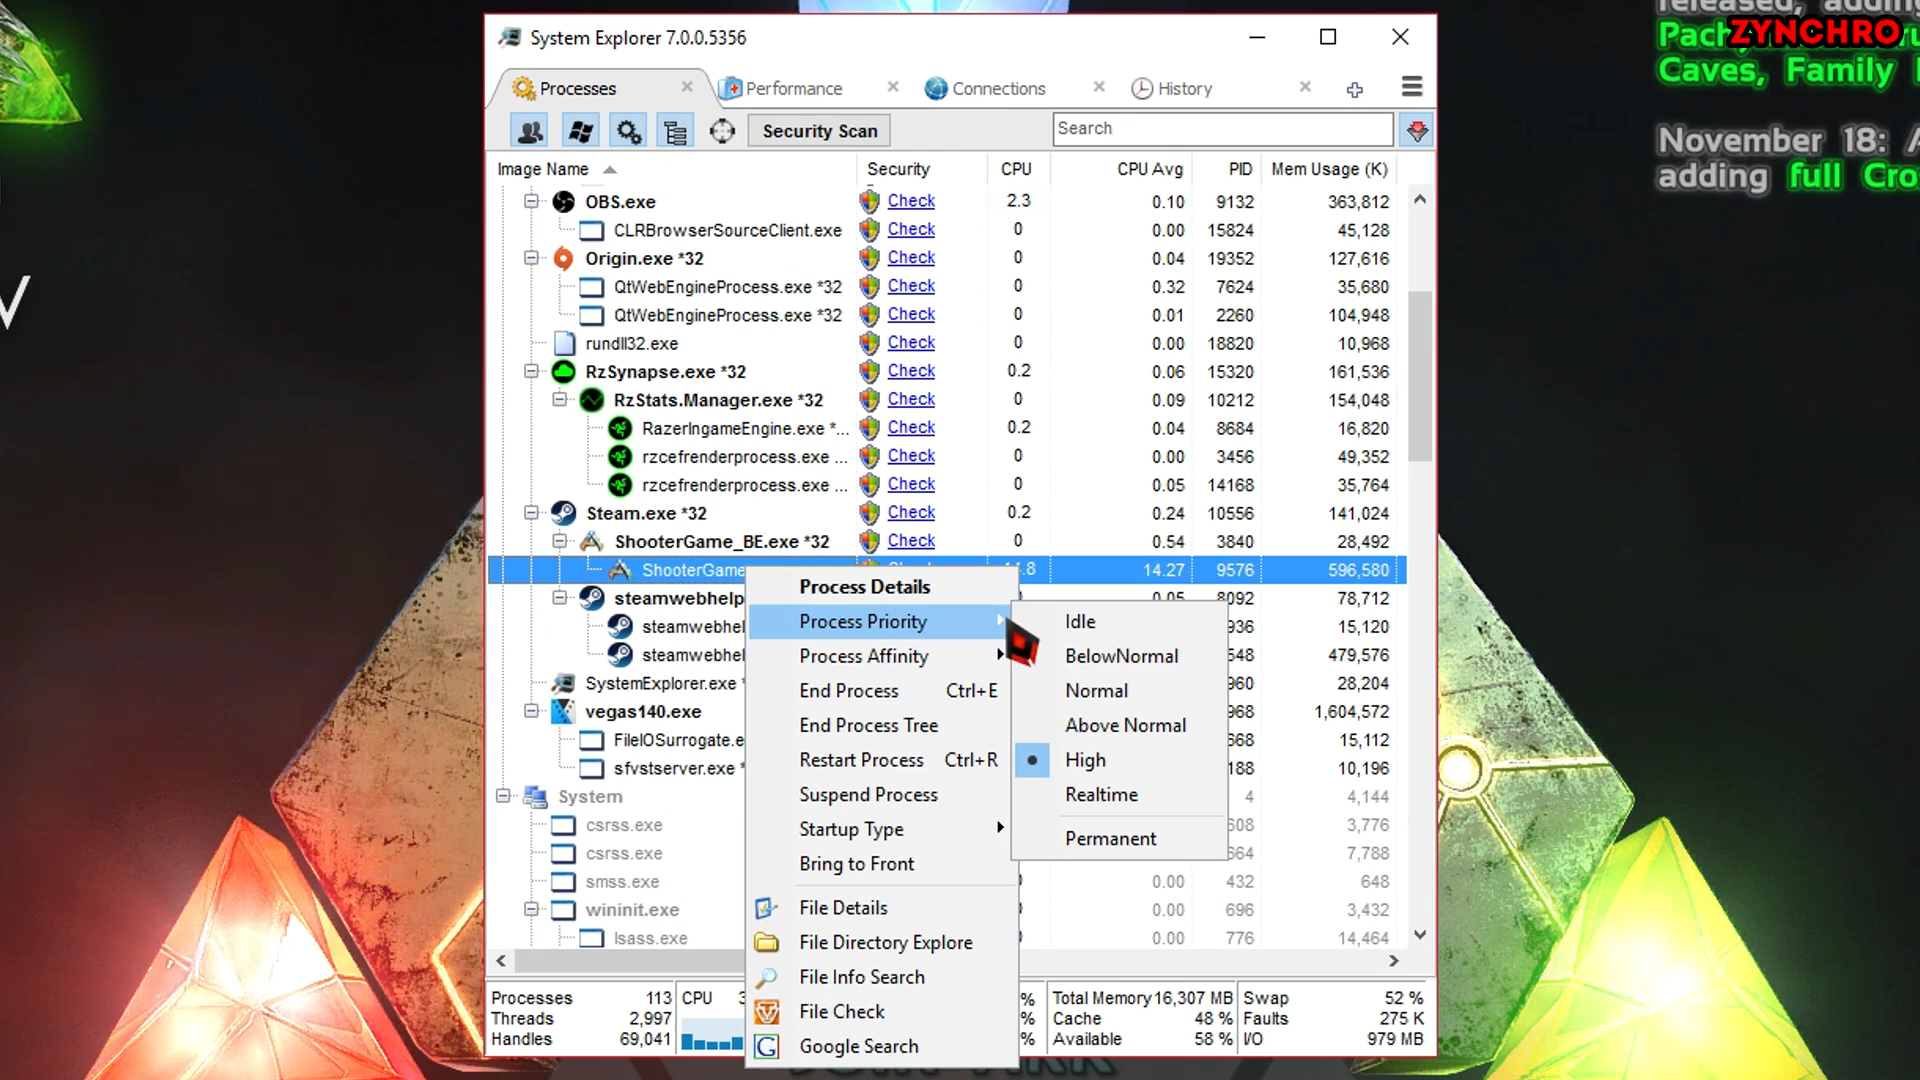 System Explorer 7.0.0.5356
released, adding
ZYNCHRO
Caves, Family
November 18: A
adding full Cro
Processes
Performance
Connections
History
Security Scan
Search
Image Name Security CPU CPU Avg PID Mem Usage (K)
OBS.exe Check 2.3 0.10 9132 363,812
CLRBrowserSourceClient.exe Check 0 0.00 15824 45,128
Origin.exe *32 Check 0 0.04 19352 127,616
QtWebEngineProcess.exe *32 Check 0 0.32 7624 35,680
QtWebEngineProcess.exe *32 Check 0 0.01 2260 104,948
rundll32.exe Check 0 0.00 18820 10,968
RzSynapse.exe *32 Check 0.2 0.06 15320 161,536
RzStats.Manager.exe *32 Check 0 0.09 10212 154,048
RazerIngameEngine.exe *... Check 0.2 0.04 8684 16,820
rzcefrenderprocess.exe ... Check 0 0.00 3456 49,352
rzcefrenderprocess.exe ... Check 0 0.05 14168 35,764
Steam.exe *32 Check 0.2 0.24 10556 141,024
ShooterGame_BE.exe *32 Check 0 0.54 3840 28,492
ShooterGame .8 14.27 9576 596,580
steamwebhelp 0.05 8092 78,712
steamwebhel 936 15,120
steamwebhel 548 479,576
SystemExplorer.exe * 960 28,204
vegas140.exe 968 1,604,572
FileIOSurrogate.e 668 15,112
sfvstserver.exe * 188 10,196
System 4 4,144
csrss.exe 608 3,776
csrss.exe 664 7,788
smss.exe 0.00 432 648
wininit.exe 0.00 696 3,432
lsass.exe 0.00 776 14,464
Process Details
Process Priority
Process Affinity
End Process Ctrl+E
End Process Tree
Restart Process Ctrl+R
Suspend Process
Startup Type
Bring to Front
File Details
File Directory Explore
File Info Search
File Check
Google Search
Idle
BelowNormal
Normal
Above Normal
High
Realtime
Permanent
Processes 113
Threads 2,997
Handles 69,041
CPU
%
%
%
Total Memory 16,307 MB
Cache 48 %
Available 58 %
Swap 52 %
Faults 275 K
I/O 979 MB